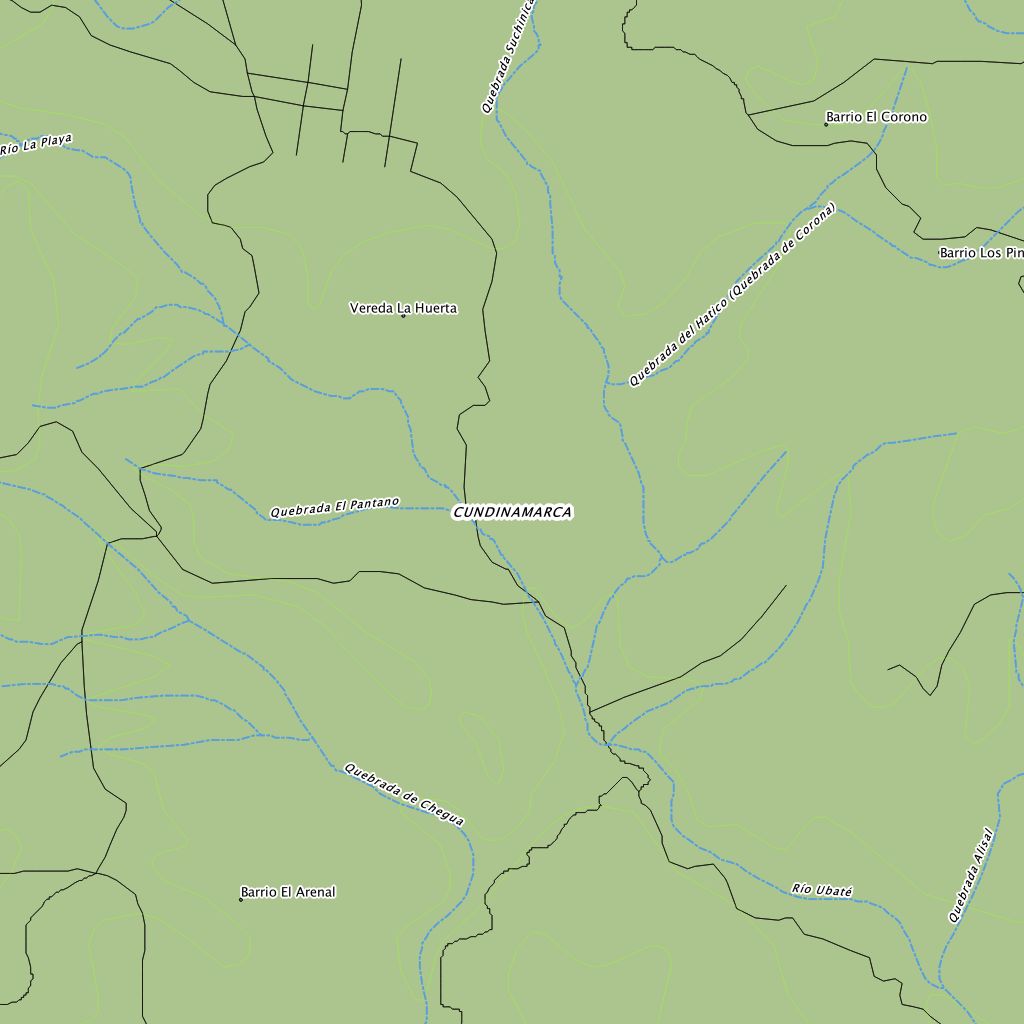 Quebrada Suchinica
Barrio El Corono
Río La Playa
Quebrada del Hatico (Quebrada de Corona)
Barrio Los Pin
Vereda La Huerta
Quebrada El Pantano
CUNDINAMARCA
Quebrada de Chegua
Quebrada Alisal
Río Ubaté
Barrio El Arenal